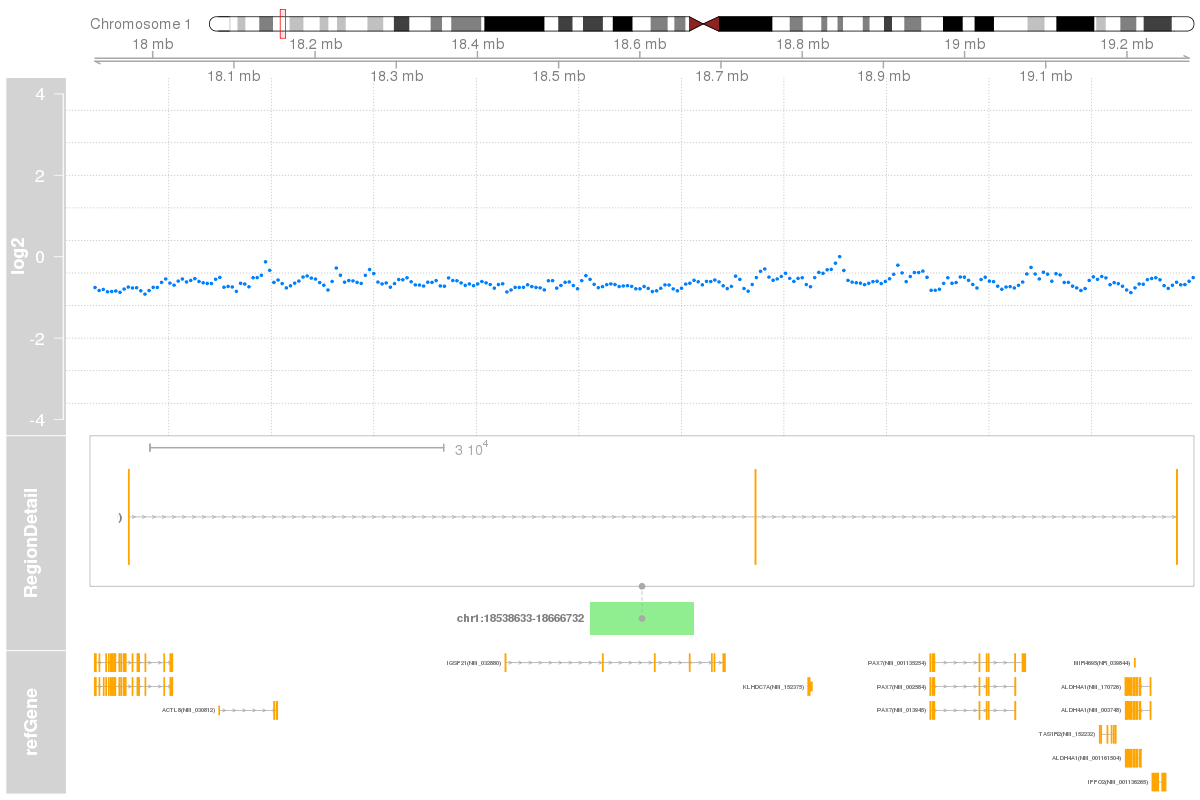 Chromosome 1
18 mb 18.2 mb 18.4 mb 18.6 mb 18.8 mb 19 mb 19.2 mb
18.1 mb 18.3 mb 18.5 mb 18.7 mb 18.9 mb 19.1 mb
4
2
0
-2
-4
log2
3 10^4
RegionDetail
chr1:18538633-18666732
refGene
IGSF21(NM_032880)
PAX7(NM_001135254)
MIR4695(NR_039844)
KLHDC7A(NM_152375)
PAX7(NM_002584)
ALDH4A1(NM_170726)
ACTL8(NM_030812)
PAX7(NM_013945)
ALDH4A1(NM_003748)
TAS1R2(NM_152232)
ALDH4A1(NM_001161504)
IFFO2(NM_001136265)